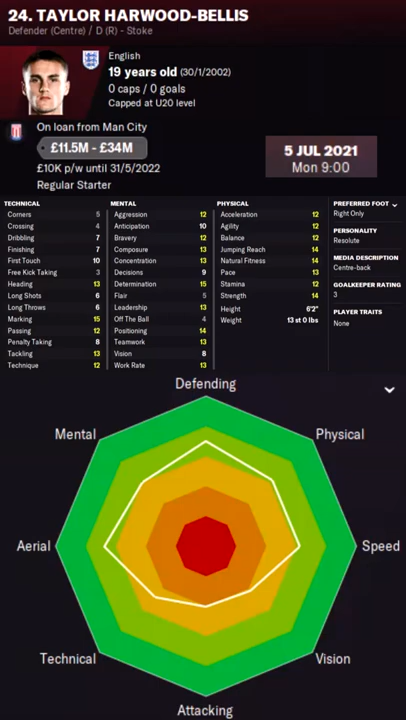 24. TAYLOR HARWOOD-BELLIS
Defender (Centre) / D (R) - Stoke
English
19 years old (30/1/2002)
0 caps / 0 goals
Capped at U20 level
On loan from Man City
£11.5M - £34M
£10K p/w until 31/5/2022
Regular Starter
5 JUL 2021
Mon 9:00
TECHNICAL
Corners 5
Crossing 4
Dribbling 7
Finishing 7
First Touch 10
Free Kick Taking 3
Heading 13
Long Shots 6
Long Throws 6
Marking 15
Passing 12
Penalty Taking 8
Tackling 13
Technique 12
MENTAL
Aggression 12
Anticipation 10
Bravery 12
Composure 13
Concentration 13
Decisions 9
Determination 15
Flair 5
Leadership 13
Off The Ball 4
Positioning 14
Teamwork 13
Vision 8
Work Rate 13
PHYSICAL
Acceleration 12
Agility 12
Balance 12
Jumping Reach 14
Natural Fitness 14
Pace 13
Stamina 12
Strength 14
Height 6'2"
Weight 13 st 0 lbs
PREFERRED FOOT
Right Only
PERSONALITY
Resolute
MEDIA DESCRIPTION
Centre-back
GOALKEEPER RATING
3
PLAYER TRAITS
None
Defending
Mental
Physical
Aerial
Speed
Technical
Vision
Attacking